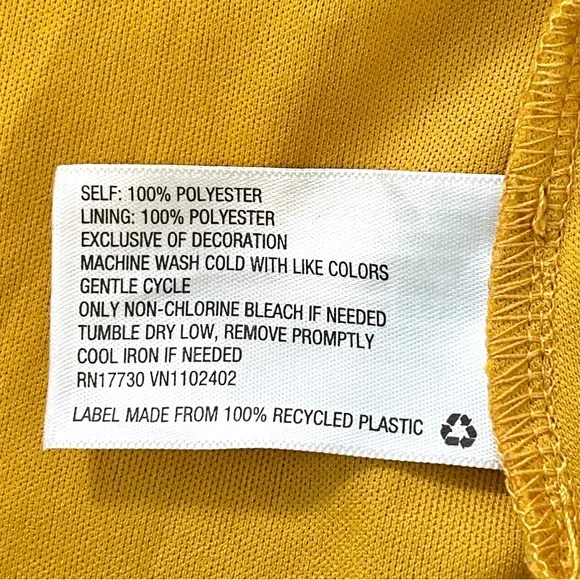 SELF: 100% POLYESTER
LINING: 100% POLYESTER
EXCLUSIVE OF DECORATION
MACHINE WASH COLD WITH LIKE COLORS
GENTLE CYCLE
ONLY NON-CHLORINE BLEACH IF NEEDED
TUMBLE DRY LOW, REMOVE PROMPTLY
COOL IRON IF NEEDED
RN17730 VN1102402
LABEL MADE FROM 100% RECYCLED PLASTIC